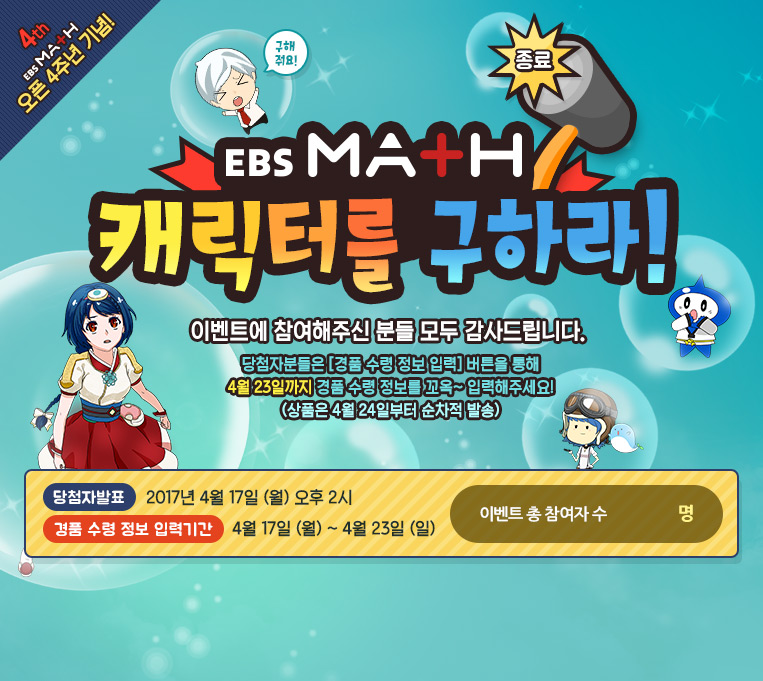 4th
EBS MATH
오픈 4주년 기념!
구해
줘요!
종료
EBS MATH
캐릭터를 구하라!
이벤트에 참여해주신 분들 모두 감사드립니다.
당첨자분들은 [경품 수령 정보 입력] 버튼을 통해
4월 23일까지 경품 수령 정보를 꼬옥~ 입력해주세요!
(상품은 4월 24일부터 순차적 발송)
당첨자발표 2017년 4월 17일 (월) 오후 2시
경품 수령 정보 입력기간 4월 17일 (월) ~ 4월 23일 (일)
이벤트 총 참여자 수 명